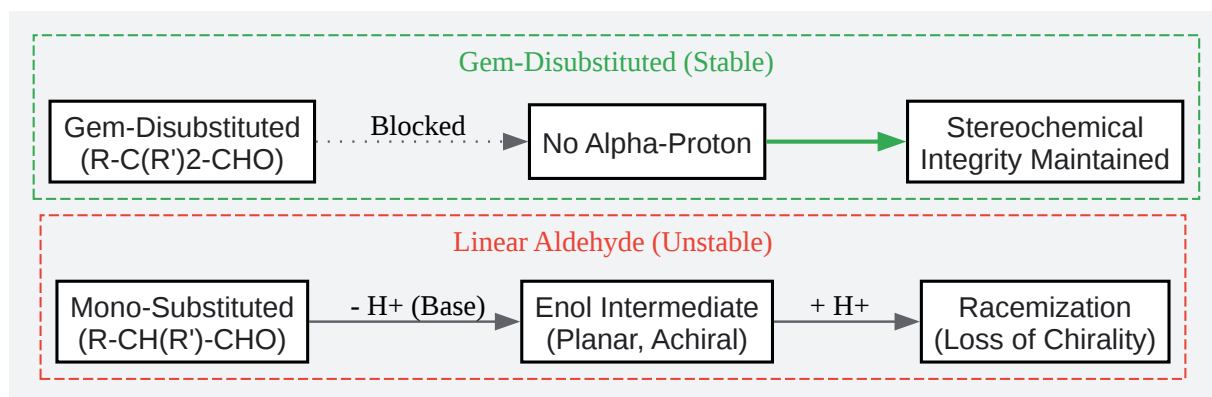 Gem-Disubstituted (Stable)
Gem-Disubstituted
(R-C(R')2-CHO)
Blocked
No Alpha-Proton
Stereochemical
Integrity Maintained
Linear Aldehyde (Unstable)
Mono-Substituted
(R-CH(R')-CHO)
- H+ (Base)
Enol Intermediate
(Planar, Achiral)
+ H+
Racemization
(Loss of Chirality)